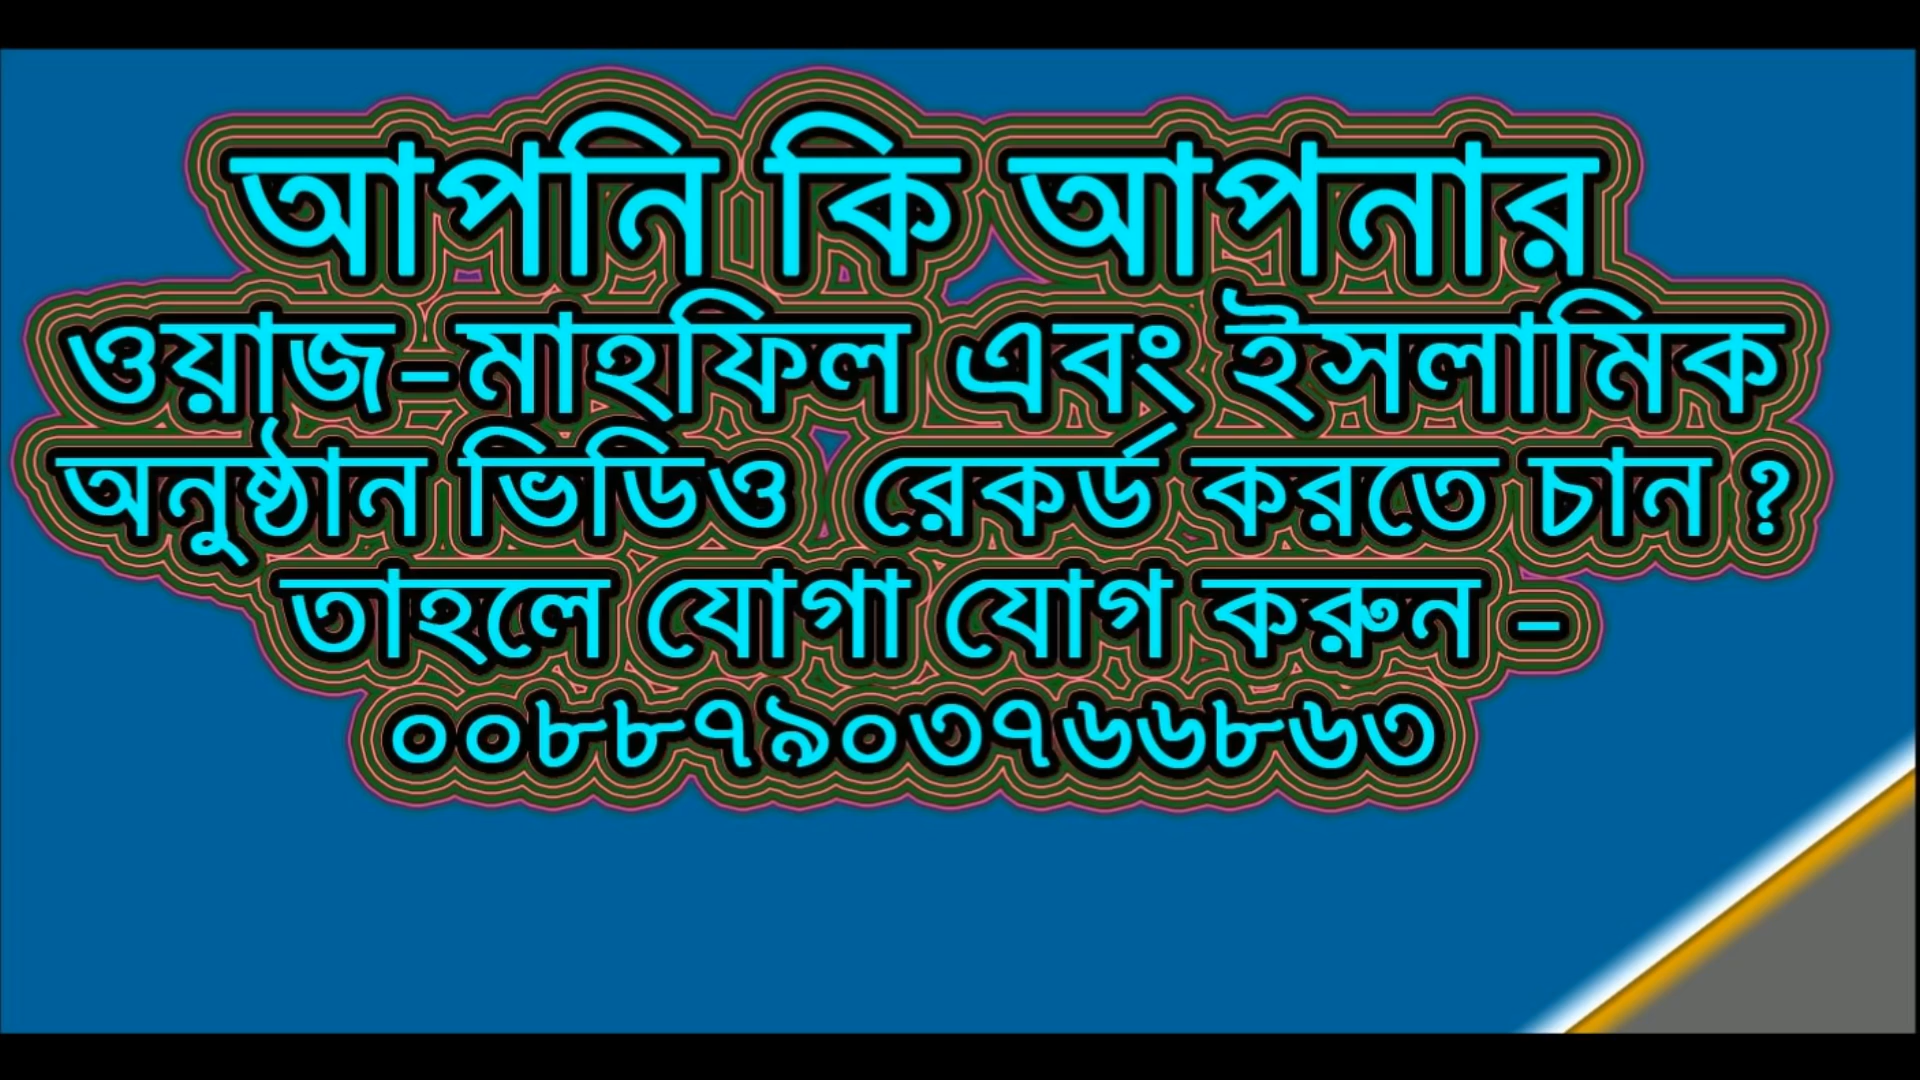 আপনি কি আপনার
ওয়াজ-মাহফিল এবং ইসলামিক
অনুষ্ঠান ভিডিও রেকর্ড করতে চান ?
তাহলে যোগা যোগ করুন -
০০৮৮৭৯০৩৭৬৬৮৬৩